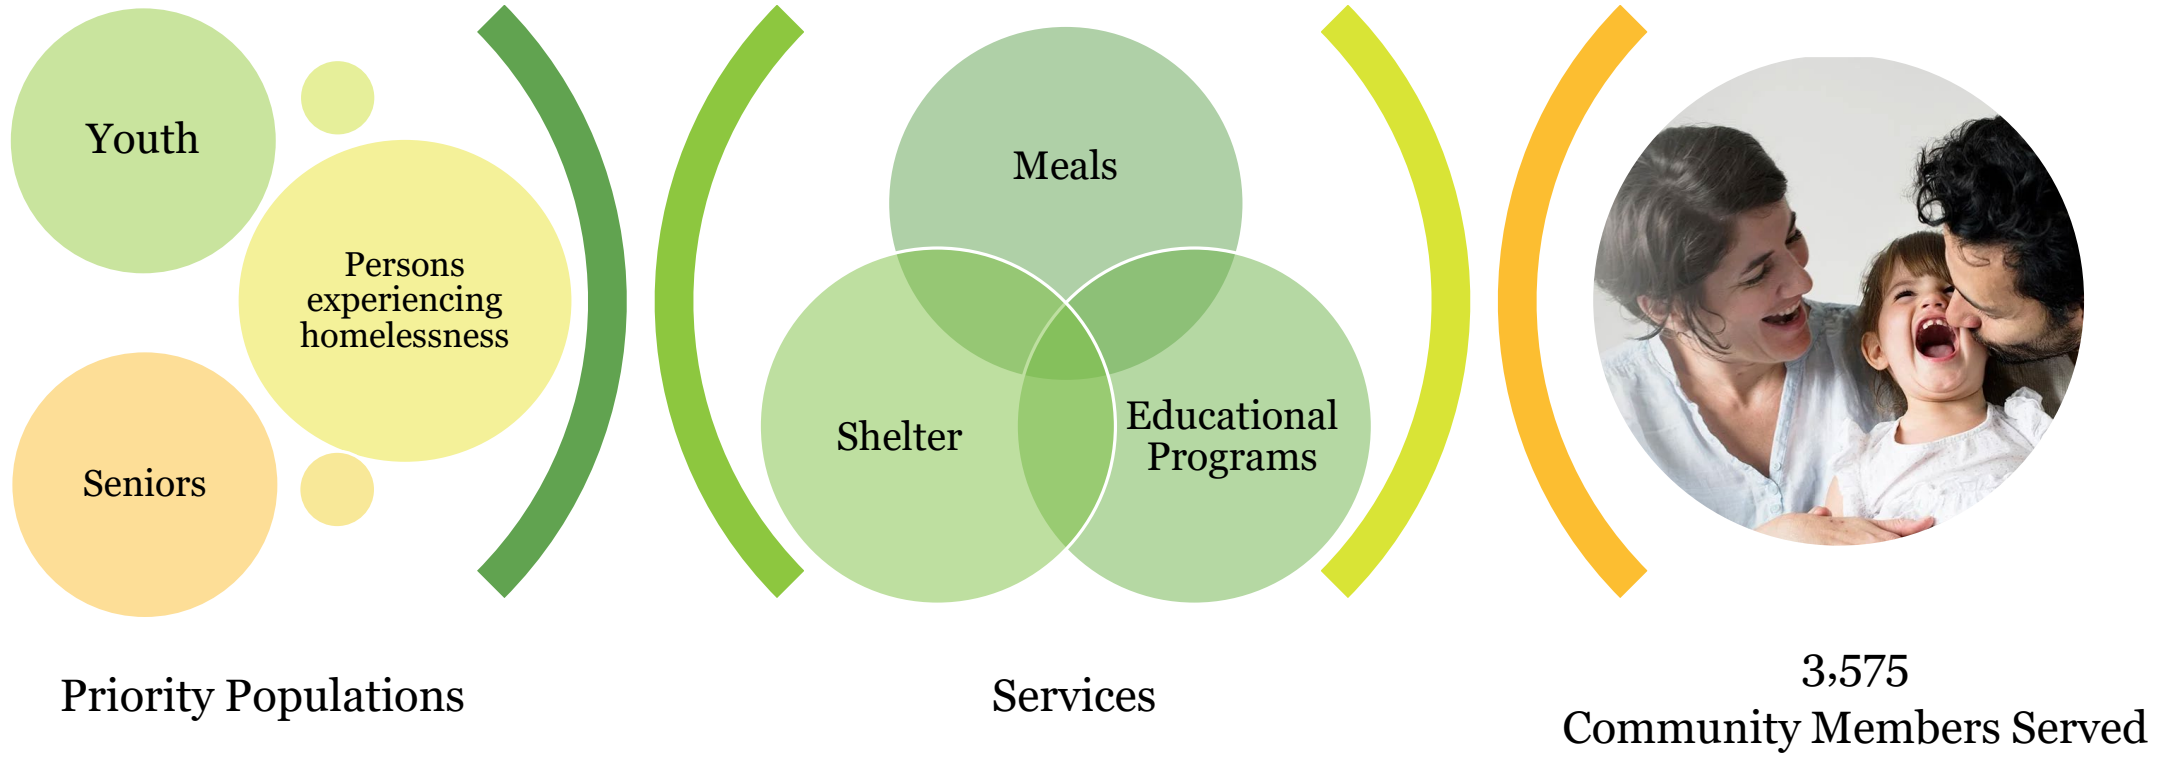 Youth
Persons
experiencing
homelessness
Seniors
Priority Populations
Meals
Shelter
Educational
Programs
Services
3,575
Community Members Served